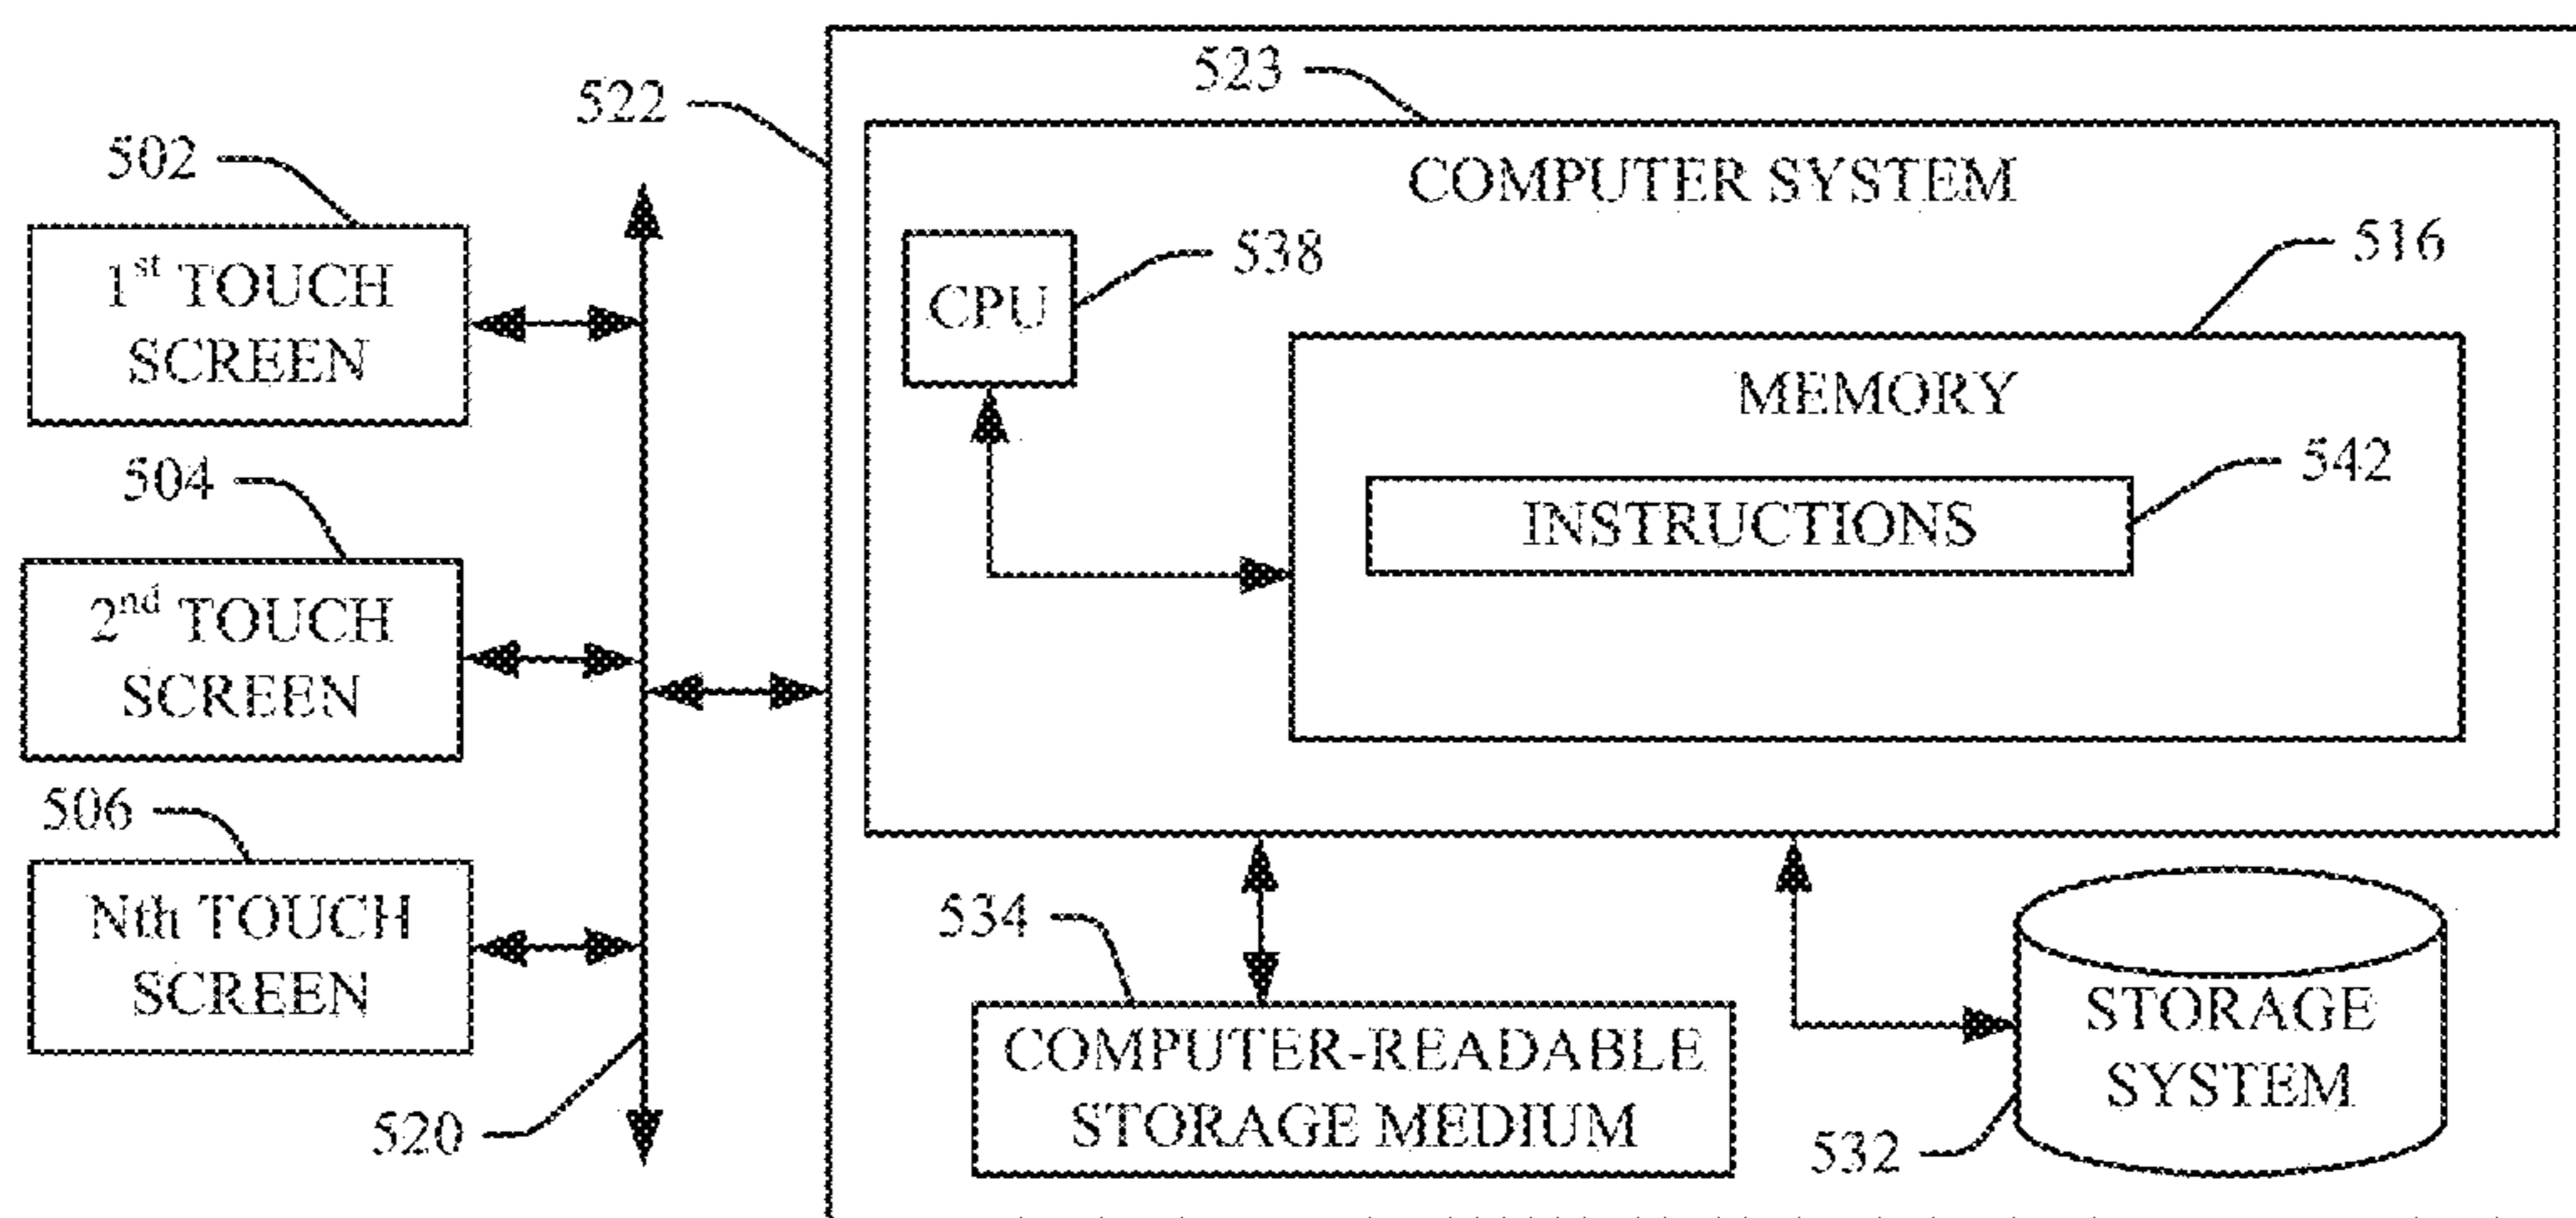 523
522
COMPUTER SYSTEM
502
516
538
1st TOUCH
SCREEN
CPU
MEMORY
504
542
INSTRUCTIONS
2nd TOUCH
SCREEN
506
Nth TOUCH
SCREEN
534
STORAGE
SYSTEM
COMPUTER-READABLE
STORAGE MEDIUM
520
532